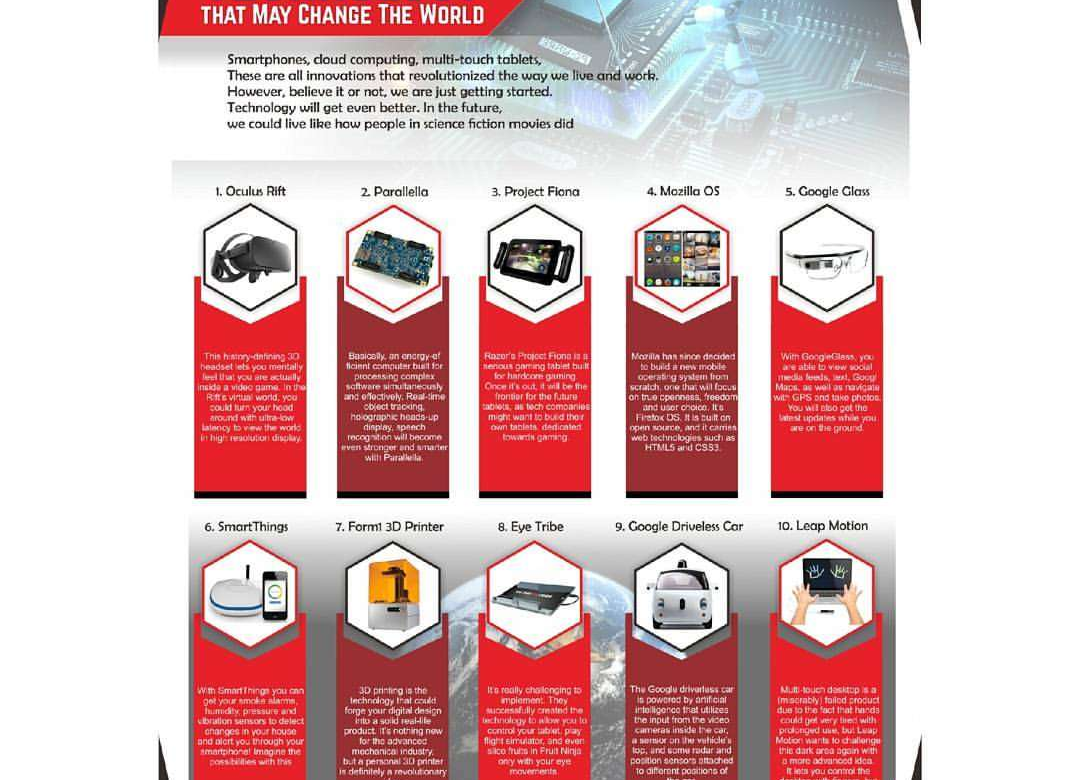 THAT MAY CHANGE THE WORLD
Smartphones, cloud computing, multi-touch tablets,
These are all innovations that revolutionized the way we live and work.
However, believe it or not, we are just getting started.
Technology will get even better. In the future,
we could live like how people in science fiction movies did
1. Oculus Rift
This history-defining 3D
headset lets you mentally
feel that you are actually
inside a video game. In the
Rift's virtual world, you
could turn your head
around with ultra-low
latency to view the world
in high resolution display.
2. Parallella
Basically, an energy-ef
ficient computer built for
processing complex
software simultaneously
and effectively. Real-time
object tracking,
holographic heads-up
display, speech
recognition will become
even stronger and smarter
with Parallella.
3. Project Fiona
Razer's Project Fiona is a
serious gaming tablet built
for hardcore gaming.
Once it's out, it will be the
frontier for the future
tablets, as tech companies
might want to build their
own tablets, dedicated
towards gaming.
4. Mozilla OS
Mozilla has since decided
to build a new mobile
operating system from
scratch, one that will focus
on true openness, freedom
and user choice. It's
Firefox OS. It is built on
open source, and it carries
web technologies such as
HTML5 and CSS3.
5. Google Glass
With GoogleGlass, you
are able to view social
media feeds, text, Googl
Maps, as well as navigate
with GPS and take photos.
You will also get the
latest updates while you
are on the ground.
6. SmartThings
With SmartThings you can
get your smoke alarms,
humidity, pressure and
vibration sensors to detect
changes in your house
and alert you through your
smartphone! Imagine the
possibilities with this
7. Form1 3D Printer
3D printing is the
technology that could
forge your digital design
into a solid real-life
product. It's nothing new
for the advanced
mechanical industry,
but a personal 3D printer
is definitely a revolutionary
8. Eye Tribe
It's really challenging to
implement. They
successfully created the
technology to allow you to
control your tablet, play
flight simulator, and even
slice fruits in Fruit Ninja
only with your eye
movements.
9. Google Driveless Car
The Google driverless car
is powered by artificial
intelligence that utilizes
the input from the video
cameras inside the car,
a sensor on the vehicle's
top, and some radar and
position sensors attached
to different positions of
10. Leap Motion
Multi-touch desktop is a
(miserably) failed product
due to the fact that hands
could get very tired with
prolonged use, but Leap
Motion wants to challenge
this dark area again with
a more advanced idea.
It lets you control the